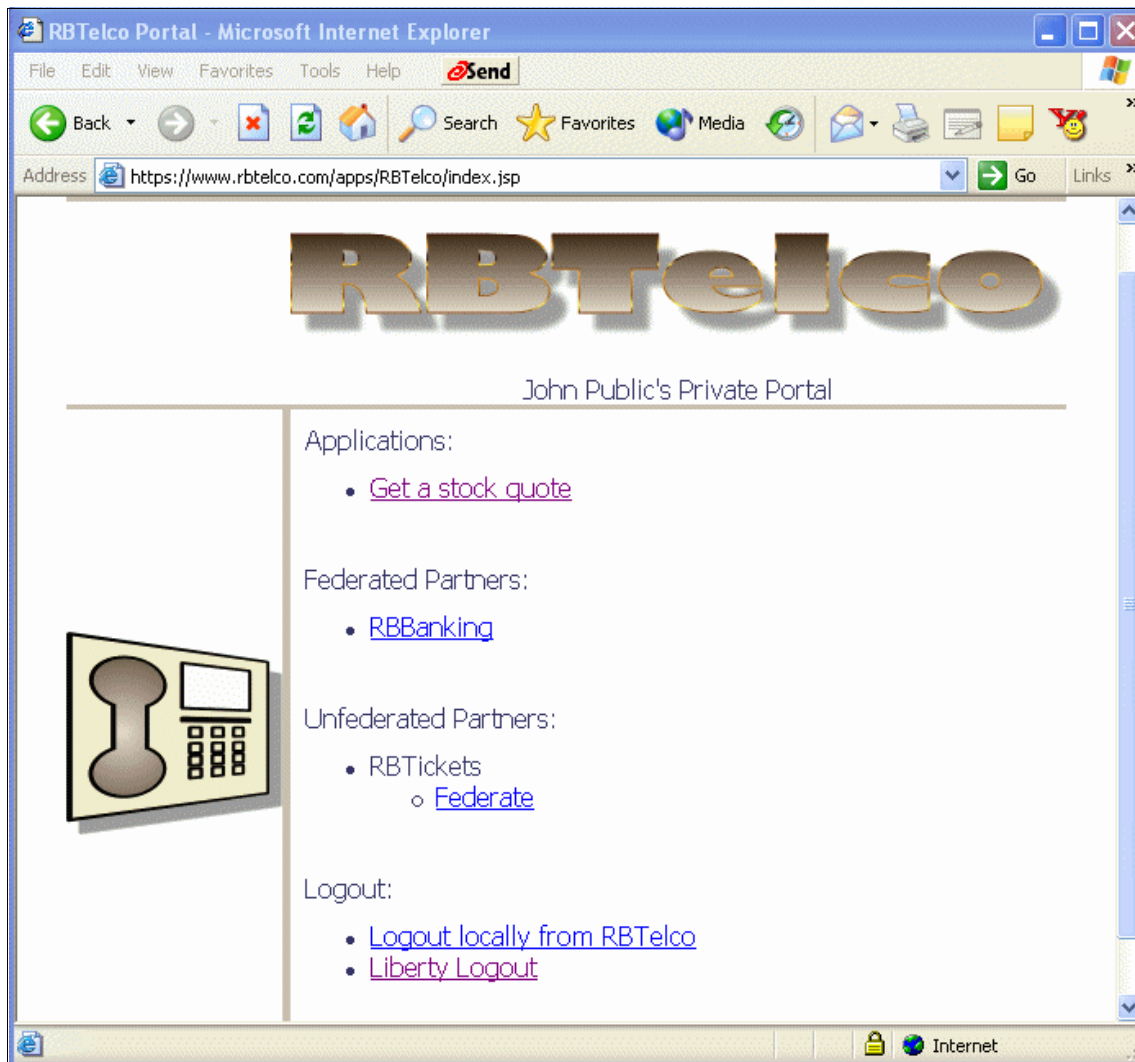 RBTelco Portal - Microsoft Internet Explorer
File Edit View Favorites Tools Help Send
Back Search Favorites Media »
Address https://www.rbtelco.com/apps/RBTelco/index.jsp Go Links »
RBTelco
John Public's Private Portal
Applications:
Get a stock quote
Federated Partners:
RBBanking
Unfederated Partners:
RBTickets
Federate
Logout:
Logout locally from RBTelco
Liberty Logout
Internet